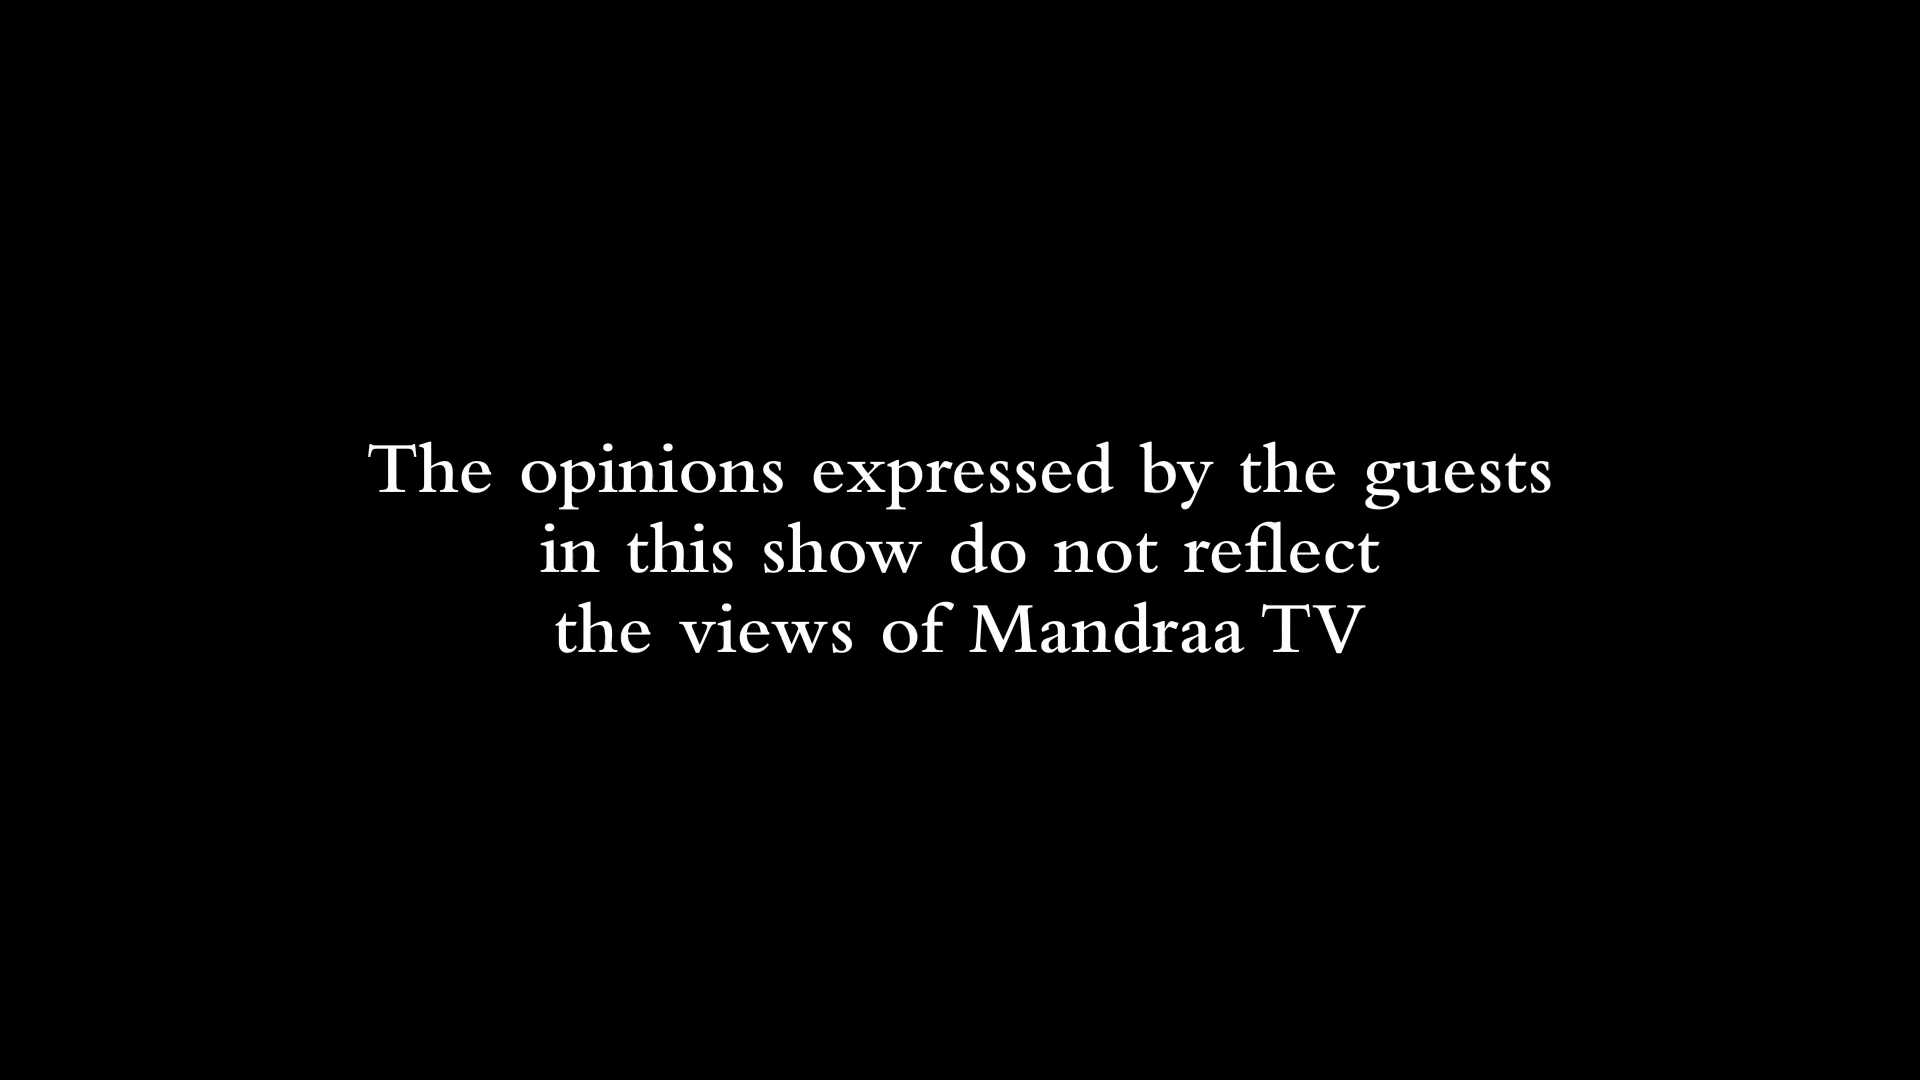 The opinions expressed by the guests
in this show do not reflect
the views of Mandraa TV